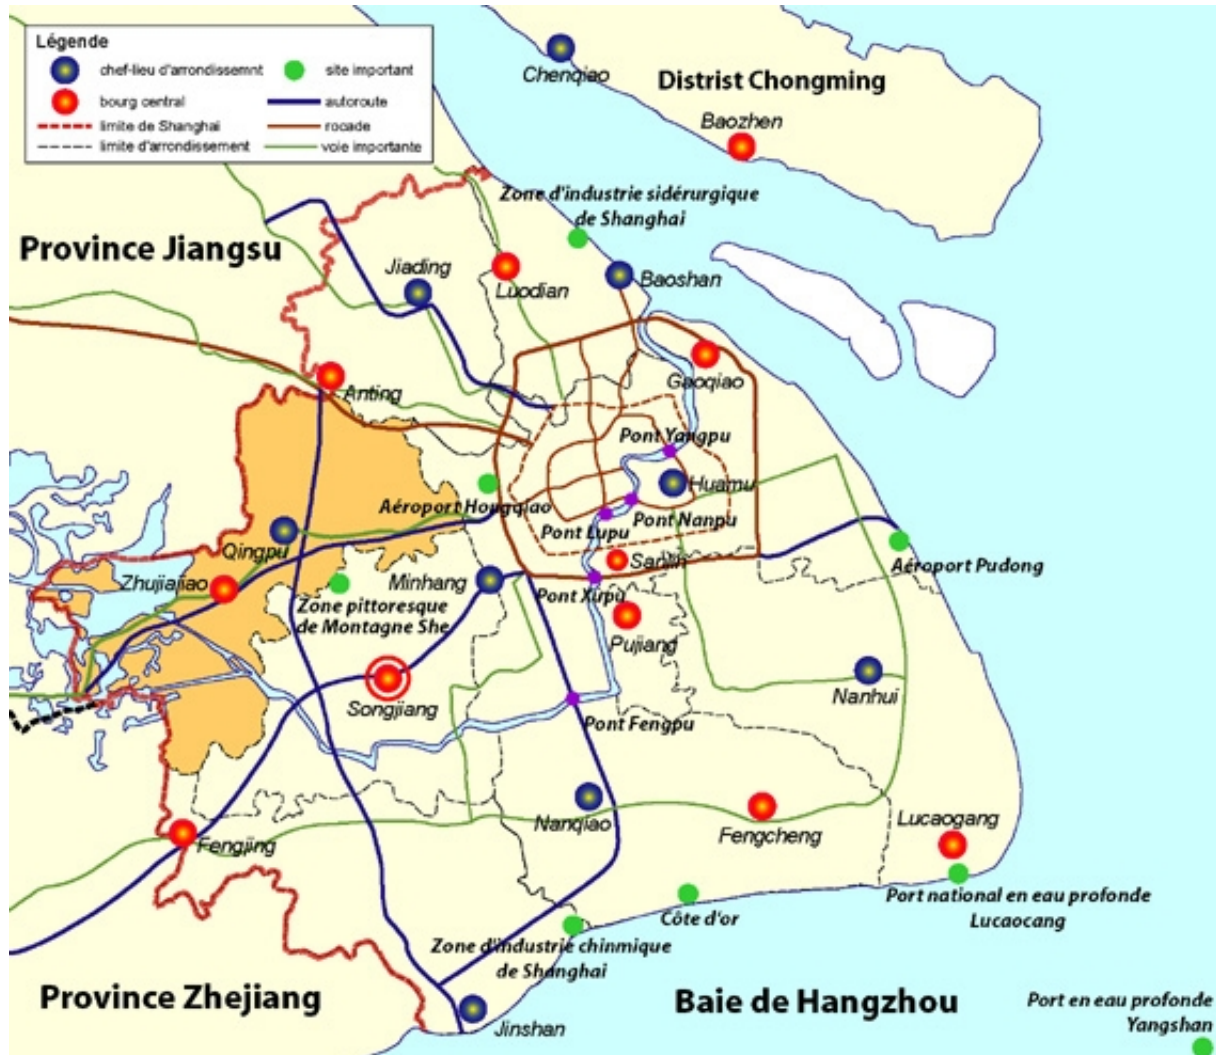 Légende
chef-lieu d'arrondissemnt
site important
bourg central
autoroute
limite de Shanghai
rocade
limite d'arrondissement
voie importante
Chenqiao
District Chongming
Baozhen
Zone d'industrie sidérurgique
de Shanghai
Province Jiangsu
Jiading
Luodian
Baoshan
Anting
Gaoqiao
Pont Yangpu
Huamu
Aéroport Hongqiao
Pont Nanpu
Pont Lupu
Qingpu
Sanlin
Aéroport Pudong
Zhujiajiao
Minhang
Pont Xupu
Zone pittoresque
de Montagne She
Pujiang
Songjiang
Nanhui
Pont Fengpu
Nanqiao
Fengcheng
Lucaogang
Fengjing
Port national en eau profonde
Lucaocang
Côte d'or
Zone d'industrie chinmique
de Shanghai
Province Zhejiang
Baie de Hangzhou
Port en eau profonde
Yangshan
Jinshan